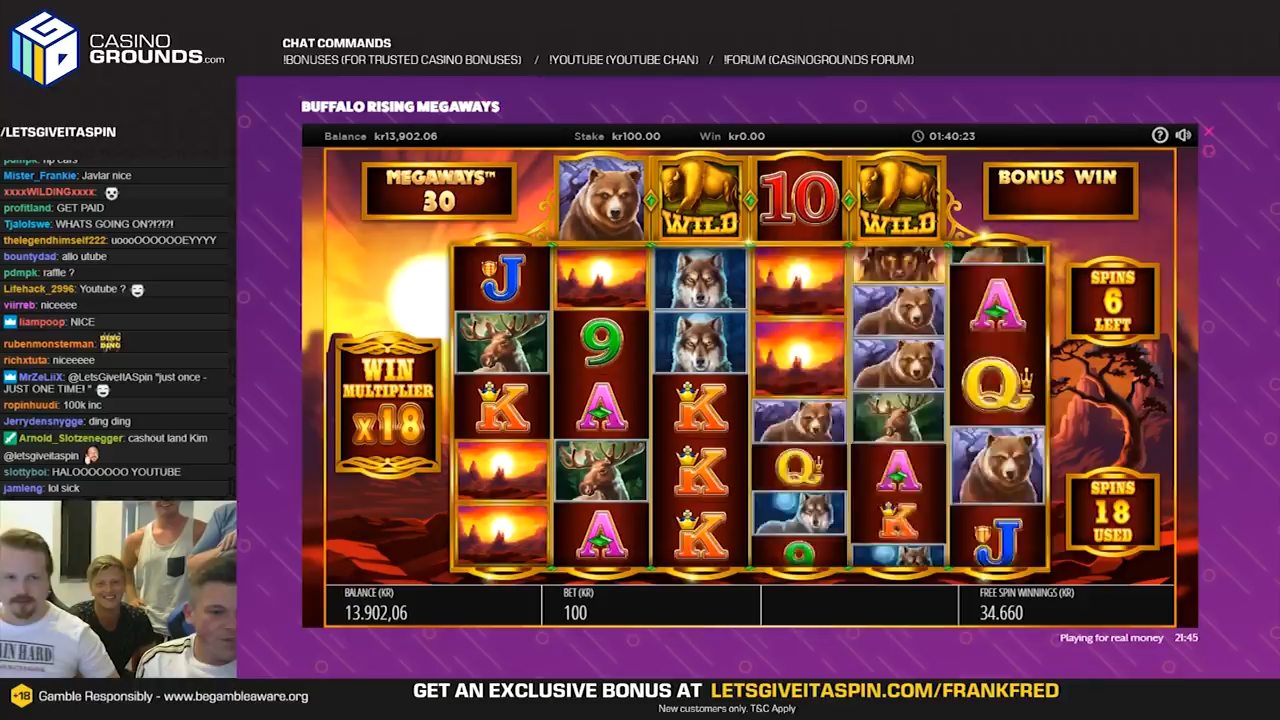 CASINO
GROUNDS.com
CHAT COMMANDS
!BONUSES (FOR TRUSTED CASINO BONUSES) / !YOUTUBE (YOUTUBE CHAN) / !FORUM (CASINOGROUNDS FORUM)
/LETSGIVEITASPIN
BUFFALO RISING MEGAWAYS
Balance kr13,902.06 Stake kr100.00 Win kr0.00 01:40:23
Mister_Frankie: Javlar nice
xxxxWILDINGxxxx:
profitland: GET PAID
Tjalolswe: WHATS GOING ON?!?!?!
thelegendhimself222: uoooOOOOOOEYYYY
bountydad: allo utube
pdmpk: raffle ?
Lifehack_2996: Youtube ?
viirreb: niceeee
liampoop: NICE
rubenmonsterman: DING DING
richxtuta: niceeeee
MrZeLiiX: @LetsGiveItASpin "just once -
JUST ONE TIME! "
ropinhuudi: 100k inc
Jerrydensnygge: ding ding
Arnold_Slotzenegger: cashout land Kim
@letsgiveitaspin
slottyboi: HALOOOOOOO YOUTUBE
jamieng: lol sick
MEGAWAYS™
30
WILD
10
WILD
BONUS WIN
J
A
9
SPINS
6
LEFT
WIN
MULTIPLIER
x18
K
A
K
Q
Q
K
A
A
K
K
SPINS
18
USED
J
9
BALANCE (KR)
13.902,06
BET (KR)
100
FREE SPIN WINNINGS (KR)
34.660
Playing for real money 21:45
+18 Gamble Responsibly - www.begambleaware.org
GET AN EXCLUSIVE BONUS AT LETSGIVEITASPIN.COM/FRANKFRED
New customers only. T&C Apply